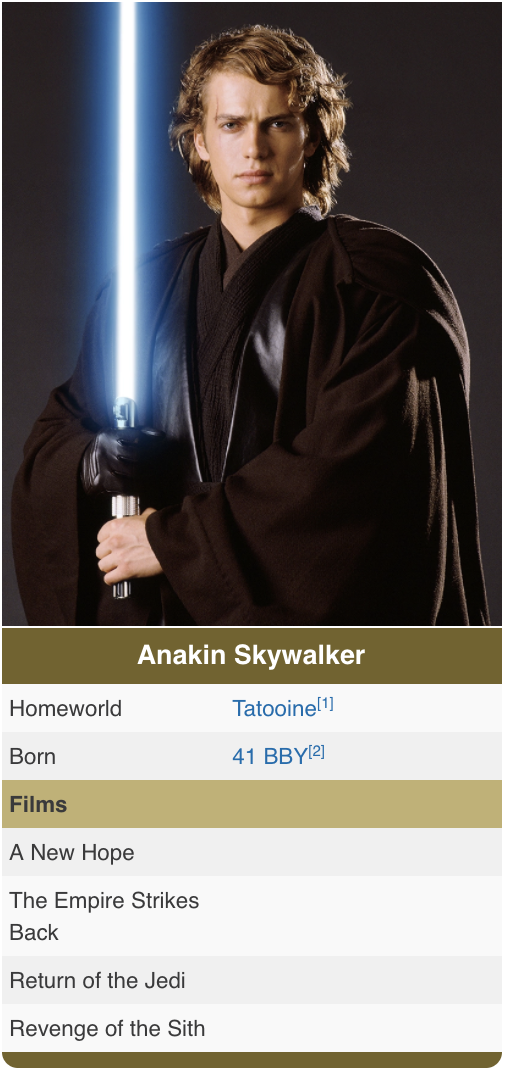 Anakin Skywalker
Homeworld Tatooine[1]
Born 41 BBY[2]
Films
A New Hope
The Empire Strikes
Back
Return of the Jedi
Revenge of the Sith